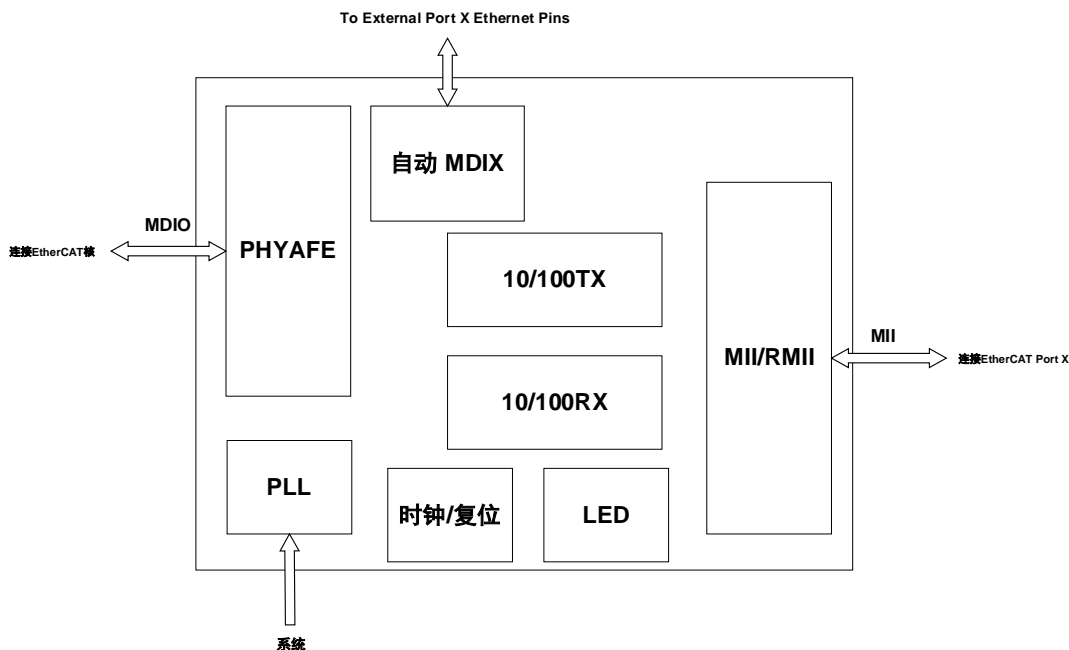 To External Port X Ethernet Pins
自动 MDIX
PHYAFE
MDIO
连接EtherCAT核
10/100TX
MII/RMII
MII
连接EtherCAT Port X
10/100RX
PLL
时钟/复位
LED
系统